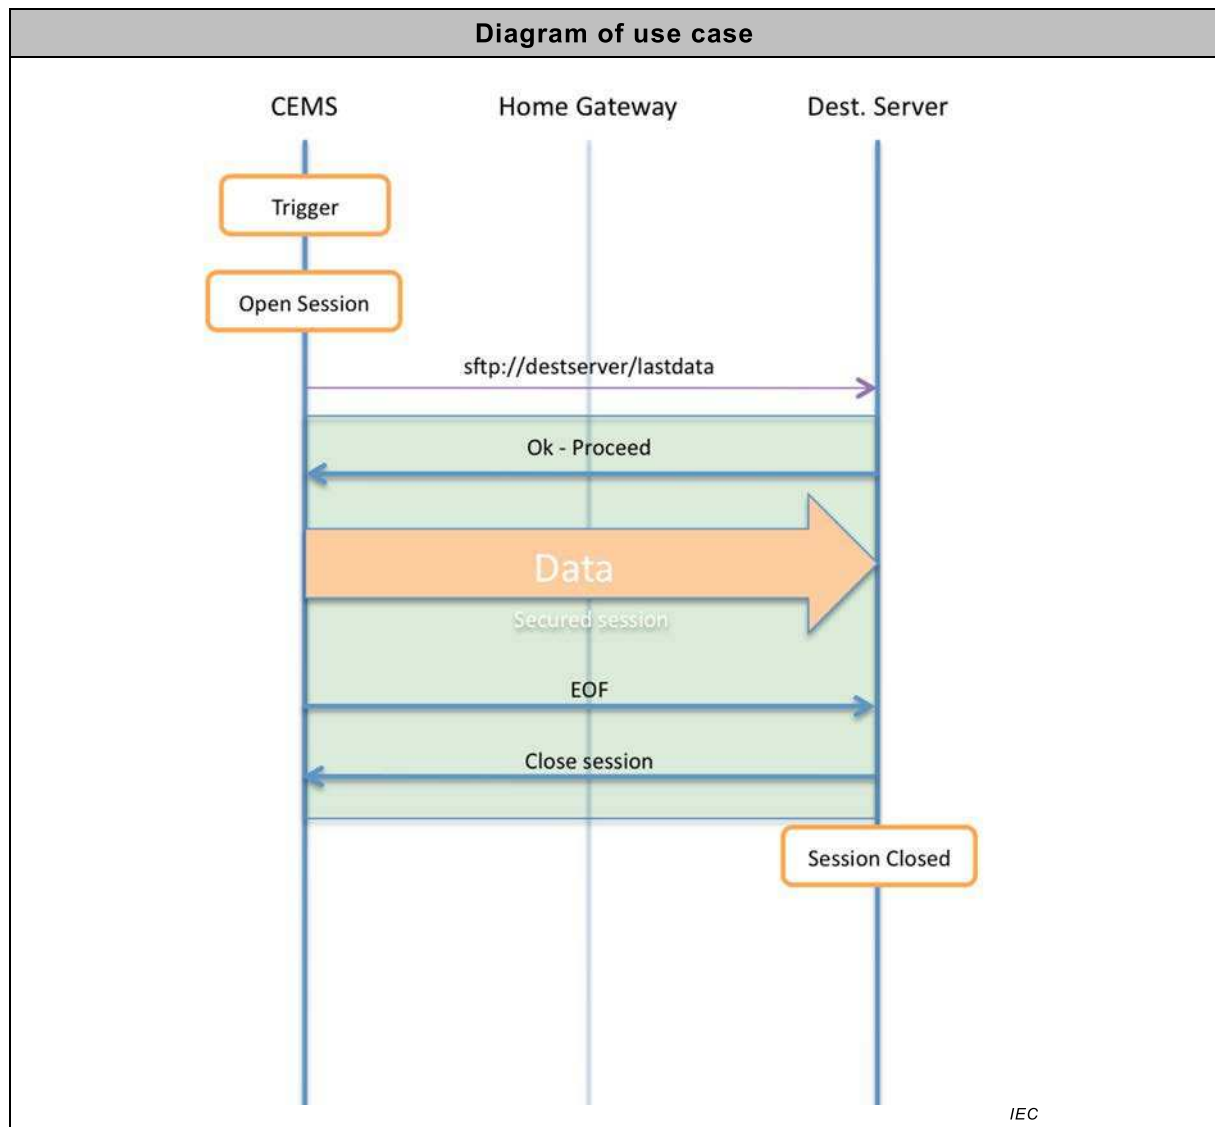 Diagram of use case
CEMS Home Gateway Dest. Server
Trigger
Open Session
sftp://destserver/lastdata
Ok - Proceed
Data
Secured session
EOF
Close session
Session Closed
IEC